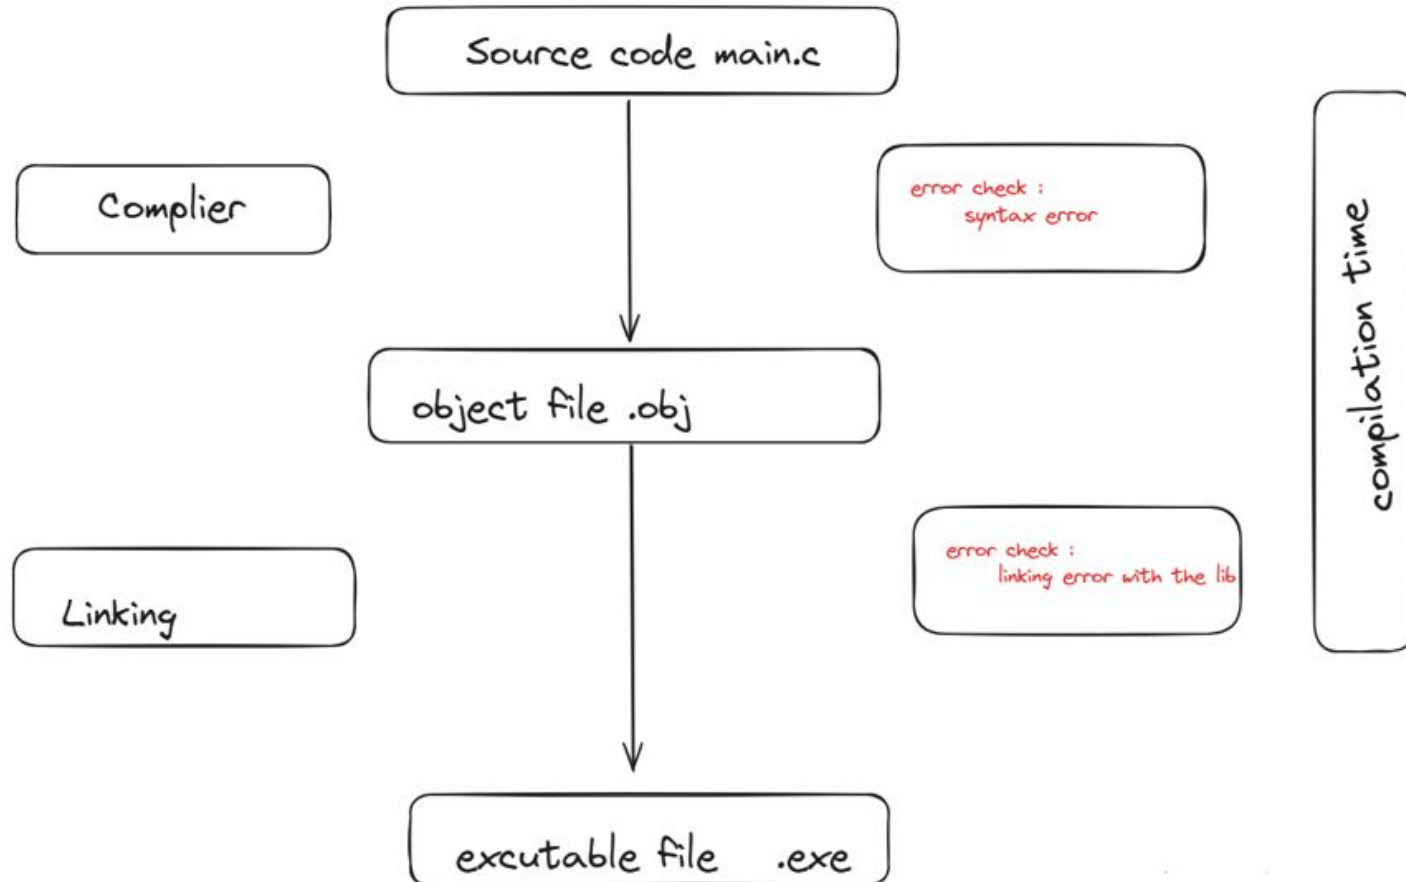 Source code main.c
Complier
error check :
syntax error
compilation time
object file .obj
Linking
error check :
linking error with the lib
excutable file .exe